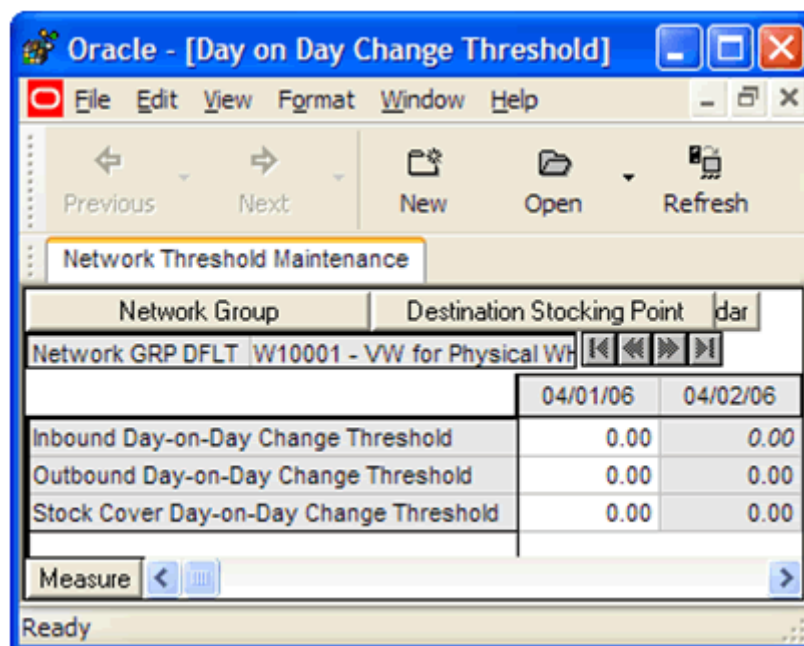 Oracle - [Day on Day Change Threshold]
File Edit View Format Window Help
Previous Next New Open Refresh
Network Threshold Maintenance
Network Group Destination Stocking Point dar
Network GRP DFLT W10001 - VW for Physical WH
04/01/06 04/02/06
Inbound Day-on-Day Change Threshold 0.00 0.00
Outbound Day-on-Day Change Threshold 0.00 0.00
Stock Cover Day-on-Day Change Threshold 0.00 0.00
Measure
Ready